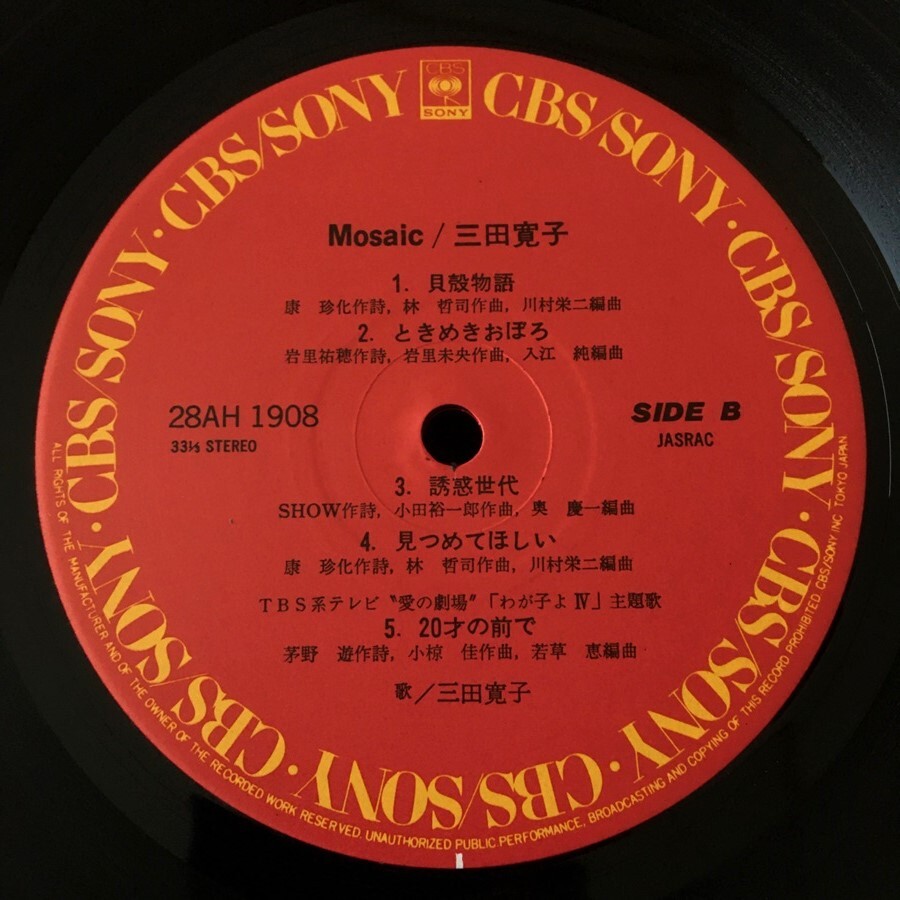 CBS
SONY
CBS/SONY · CBS/SONY · CBS/SONY · CBS/SONY · CBS/SONY · CBS/SONY · CBS/SONY · CBS/SONY
Mosaic / 三田寛子
1. 貝殻物語
康 珍化作詩, 林 哲司作曲, 川村栄二編曲
2. ときめきおぼろ
岩里祐穂作詩, 岩里未央作曲, 入江 純編曲
28AH 1908
SIDE B
33⅓ STEREO
JASRAC
3. 誘惑世代
SHOW作詩, 小田裕一郎作曲, 奥 慶一編曲
4. 見つめてほしい
康 珍化作詩, 林 哲司作曲, 川村栄二編曲
TBS系テレビ〝愛の劇場〞「わが子よⅣ」主題歌
5. 20才の前で
茅野 遊作詩, 小椋 佳作曲, 若草 恵編曲
歌／三田寛子
ALL RIGHTS OF THE MANUFACTURER AND OF THE OWNER OF THE RECORDED WORK RESERVED. UNAUTHORIZED PUBLIC PERFORMANCE, BROADCASTING AND COPYING OF THIS RECORD PROHIBITED CBS/SONY INC. TOKYO JAPAN